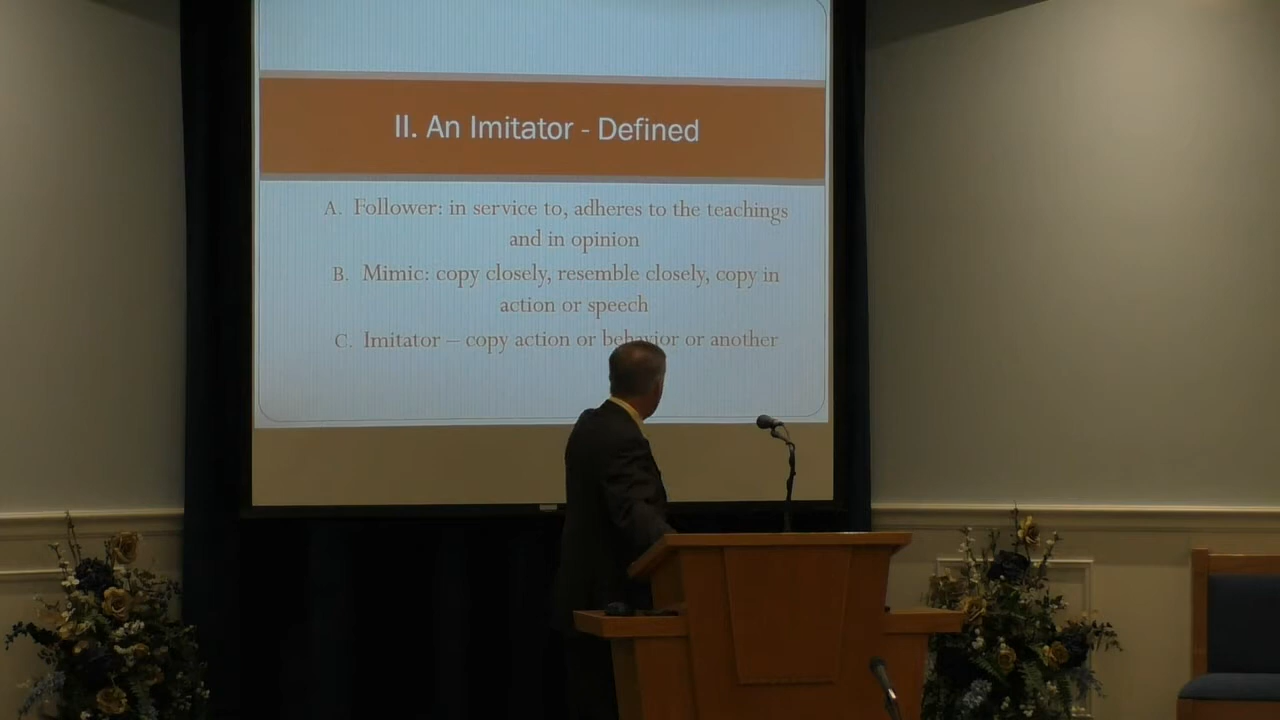 II. An Imitator - Defined
A. Follower: in service to, adheres to the teachings
and in opinion
B. Mimic: copy closely, resemble closely, copy in
action or speech
C. Imitator – copy action or behavior or another